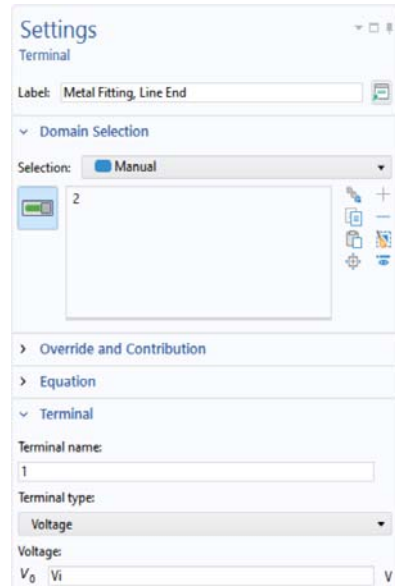 Settings
Terminal
Label: Metal Fitting, Line End
Domain Selection
Selection: Manual
2
Override and Contribution
Equation
Terminal
Terminal name:
1
Terminal type:
Voltage
Voltage:
V0 Vi V